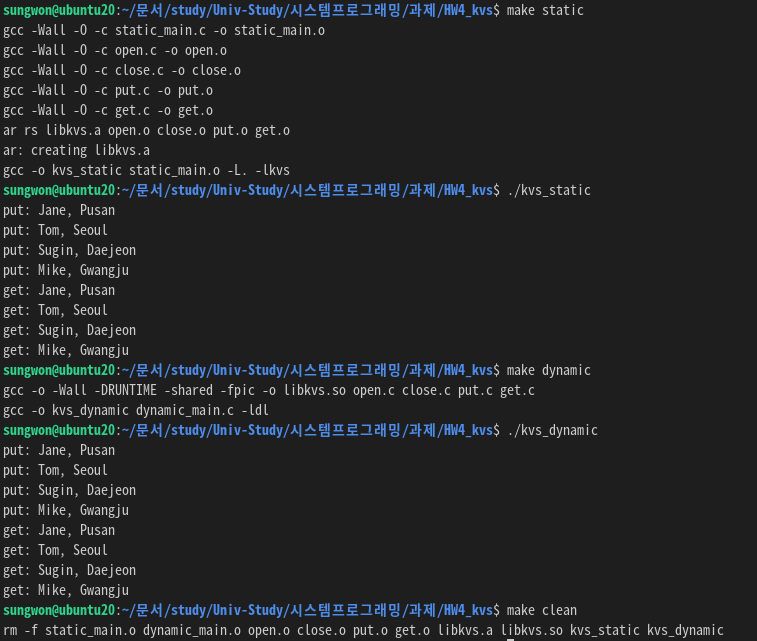 sungwon@ubuntu20:~/문서/study/Univ-Study/시스템프로그래밍/과제/HW4_kvs$ make static
gcc -Wall -O -c static_main.c -o static_main.o
gcc -Wall -O -c open.c -o open.o
gcc -Wall -O -c close.c -o close.o
gcc -Wall -O -c put.c -o put.o
gcc -Wall -O -c get.c -o get.o
ar rs libkvs.a open.o close.o put.o get.o
ar: creating libkvs.a
gcc -o kvs_static static_main.o -L. -lkvs
sungwon@ubuntu20:~/문서/study/Univ-Study/시스템프로그래밍/과제/HW4_kvs$ ./kvs_static
put: Jane, Pusan
put: Tom, Seoul
put: Sugin, Daejeon
put: Mike, Gwangju
get: Jane, Pusan
get: Tom, Seoul
get: Sugin, Daejeon
get: Mike, Gwangju
sungwon@ubuntu20:~/문서/study/Univ-Study/시스템프로그래밍/과제/HW4_kvs$ make dynamic
gcc -o -Wall -DRUNTIME -shared -fpic -o libkvs.so open.c close.c put.c get.c
gcc -o kvs_dynamic dynamic_main.c -ldl
sungwon@ubuntu20:~/문서/study/Univ-Study/시스템프로그래밍/과제/HW4_kvs$ ./kvs_dynamic
put: Jane, Pusan
put: Tom, Seoul
put: Sugin, Daejeon
put: Mike, Gwangju
get: Jane, Pusan
get: Tom, Seoul
get: Sugin, Daejeon
get: Mike, Gwangju
sungwon@ubuntu20:~/문서/study/Univ-Study/시스템프로그래밍/과제/HW4_kvs$ make clean
rm -f static_main.o dynamic_main.o open.o close.o put.o get.o libkvs.a libkvs.so kvs_static kvs_dynamic